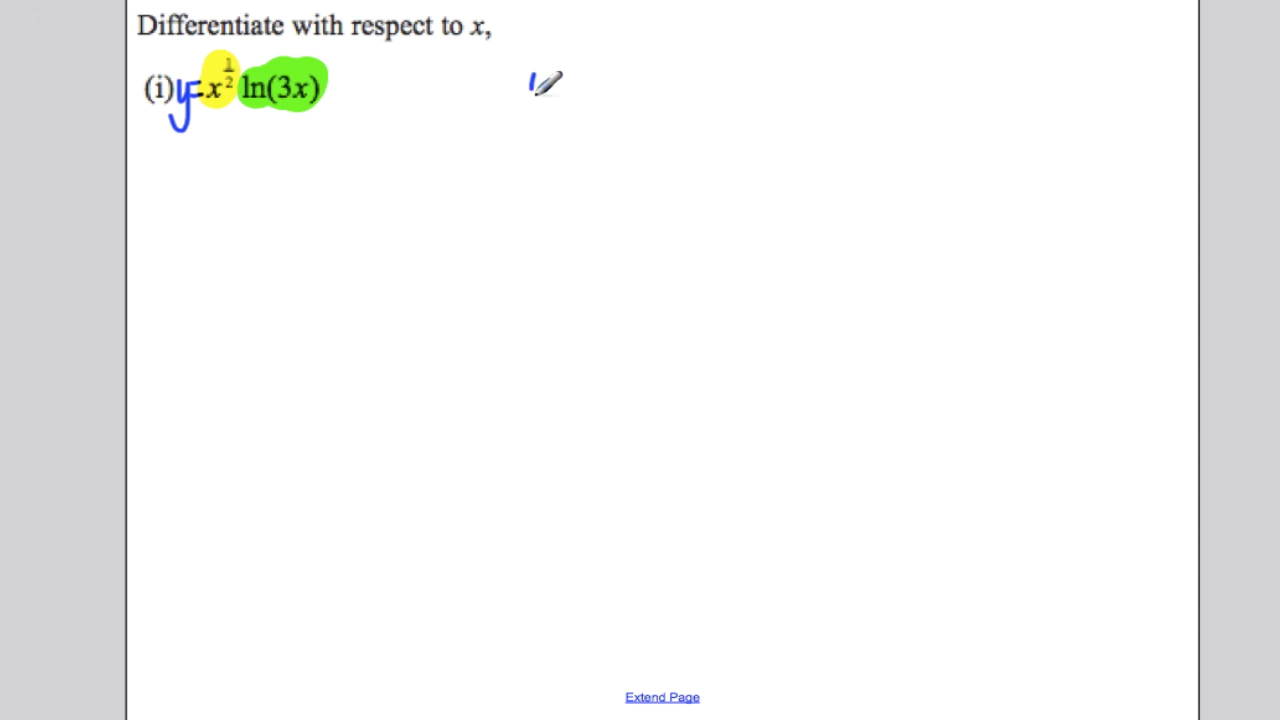 Differentiate with respect to x,
(i) y = x^{1/2} ln(3x)
Extend Page